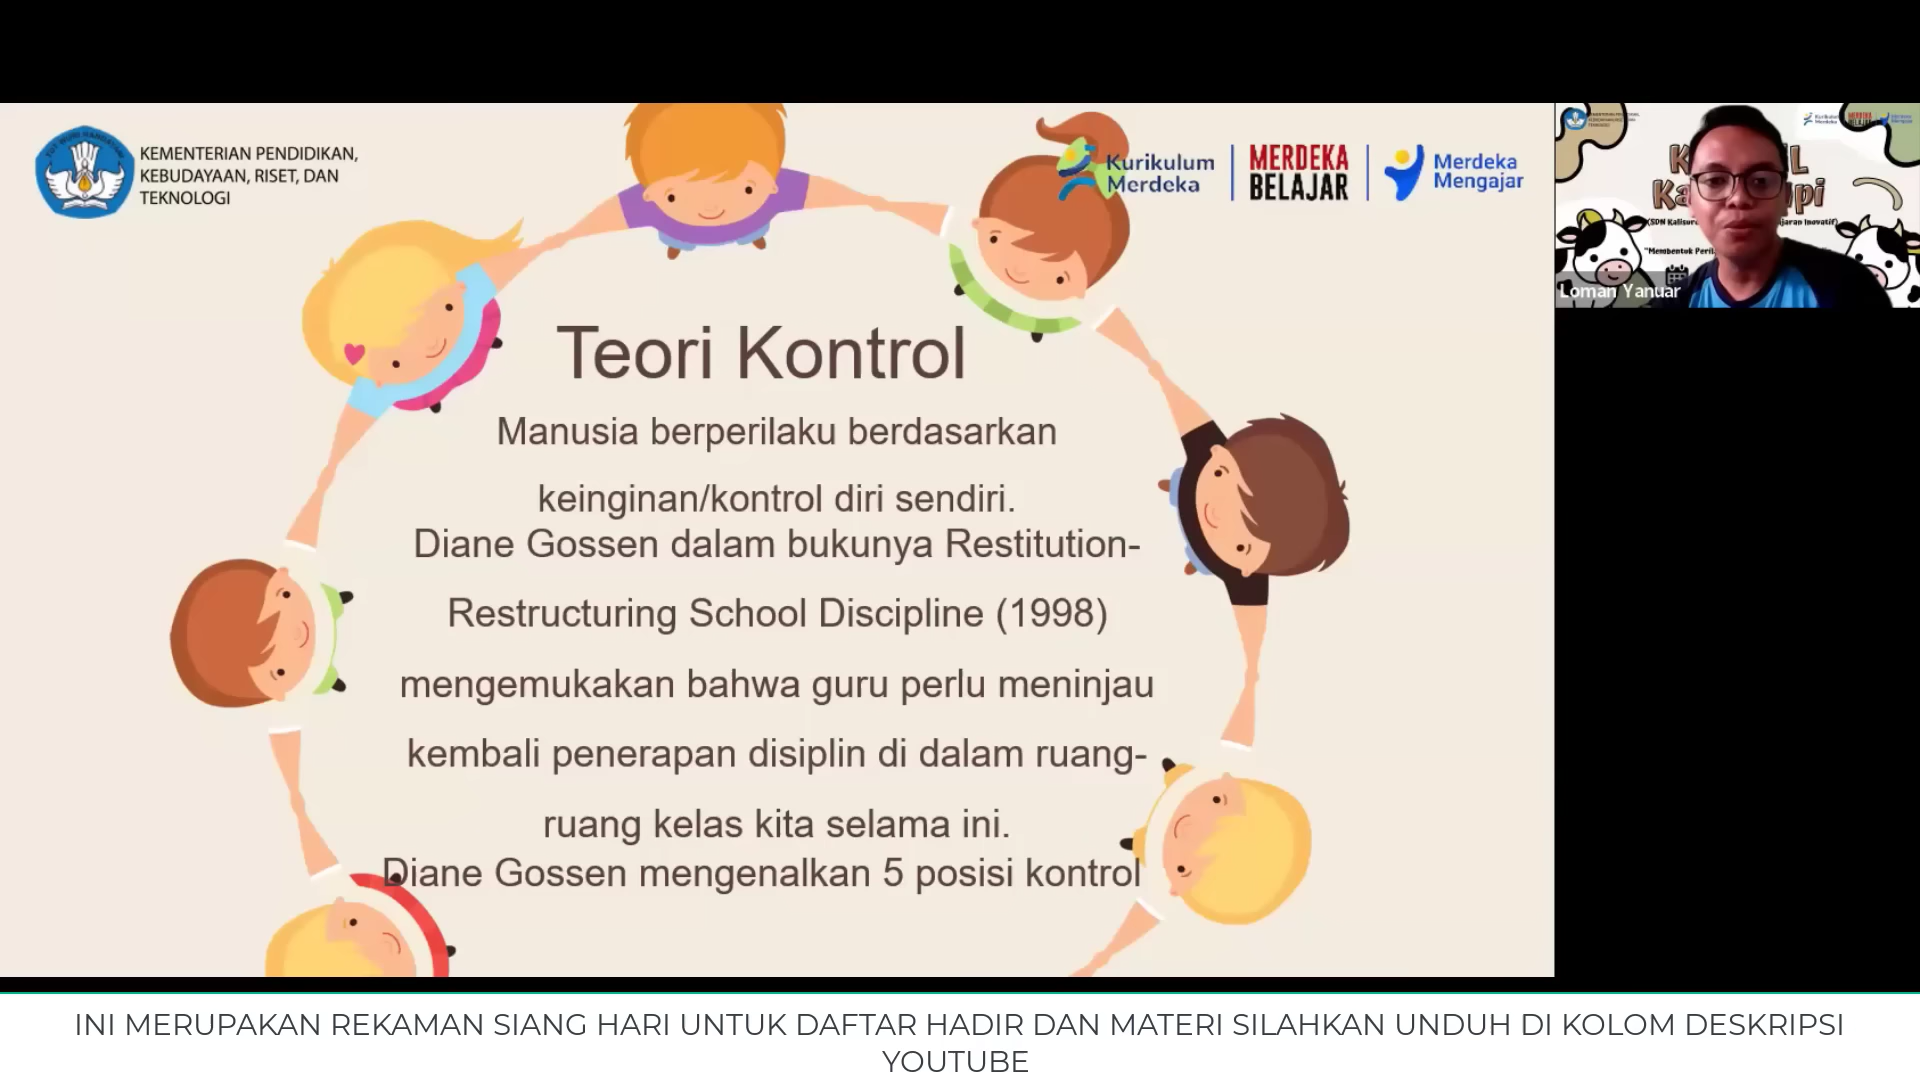 KEMENTERIAN PENDIDIKAN,
KEBUDAYAAN, RISET, DAN
TEKNOLOGI
Kurikulum
Merdeka
MERDEKA
BELAJAR
Merdeka
Mengajar
Teori Kontrol
Manusia berperilaku berdasarkan
keinginan/kontrol diri sendiri.
Diane Gossen dalam bukunya Restitution-
Restructuring School Discipline (1998)
mengemukakan bahwa guru perlu meninjau
kembali penerapan disiplin di dalam ruang-
ruang kelas kita selama ini.
Diane Gossen mengenalkan 5 posisi kontrol
Loman Yanuar
INI MERUPAKAN REKAMAN SIANG HARI UNTUK DAFTAR HADIR DAN MATERI SILAHKAN UNDUH DI KOLOM DESKRIPSI
YOUTUBE